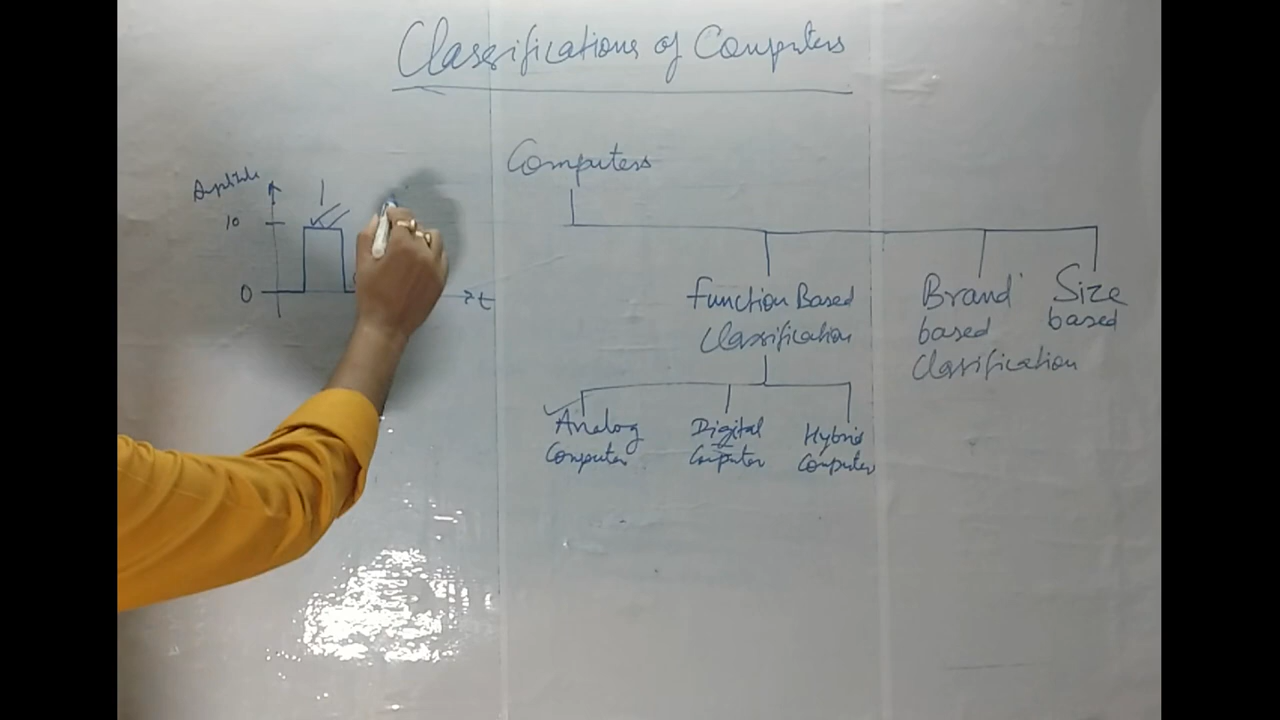 Classifications of Computers
Computers
Amplitude
1
10
0
t
Function Based
Classification
Brand
based
Classification
Size
based
Analog
Computer
Digital
Computer
Hybrid
Computer